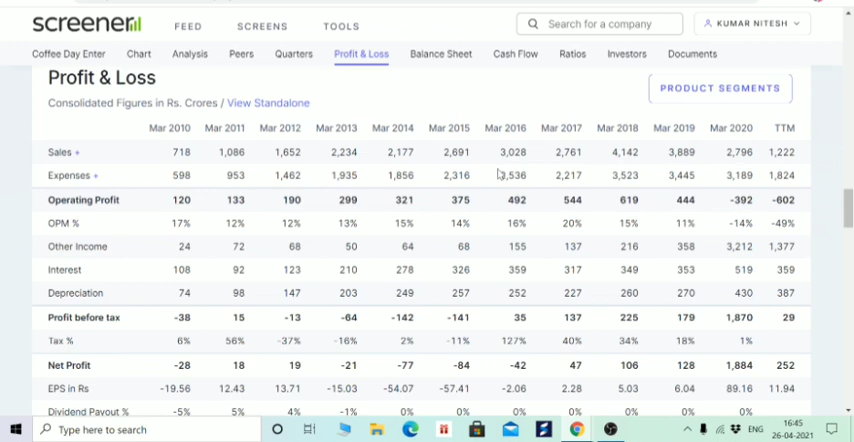 screener
FEED SCREENS TOOLS
Search for a company
KUMAR NITESH
Coffee Day Enter Chart Analysis Peers Quarters Profit & Loss Balance Sheet Cash Flow Ratios Investors Documents
Profit & Loss
PRODUCT SEGMENTS
Consolidated Figures in Rs. Crores / View Standalone
Mar 2010 Mar 2011 Mar 2012 Mar 2013 Mar 2014 Mar 2015 Mar 2016 Mar 2017 Mar 2018 Mar 2019 Mar 2020 TTM
Sales + 718 1,086 1,652 2,234 2,177 2,691 3,028 2,761 4,142 3,889 2,796 1,222
Expenses + 598 953 1,462 1,935 1,856 2,316 2,536 2,217 3,523 3,445 3,189 1,824
Operating Profit 120 133 190 299 321 375 492 544 619 444 -392 -602
OPM % 17% 12% 12% 13% 15% 14% 16% 20% 15% 11% -14% -49%
Other Income 24 72 68 50 64 68 155 137 216 358 3,212 1,377
Interest 108 92 123 210 278 326 359 317 349 353 519 359
Depreciation 74 98 147 203 249 257 252 227 260 270 430 387
Profit before tax -38 15 -13 -64 -142 -141 35 137 225 179 1,870 29
Tax % 6% 56% -37% -16% 2% -11% 127% 40% 34% 18% 1%
Net Profit -28 18 19 -21 -77 -84 -42 47 106 128 1,884 252
EPS in Rs -19.56 12.43 13.71 -15.03 -54.07 -57.41 -2.06 2.28 5.03 6.04 89.16 11.94
Dividend Payout % -5% 5% 4% -1% 0% 0% 0% 0% 0% 0% 0%
Type here to search
ENG
16:45
26-04-2021